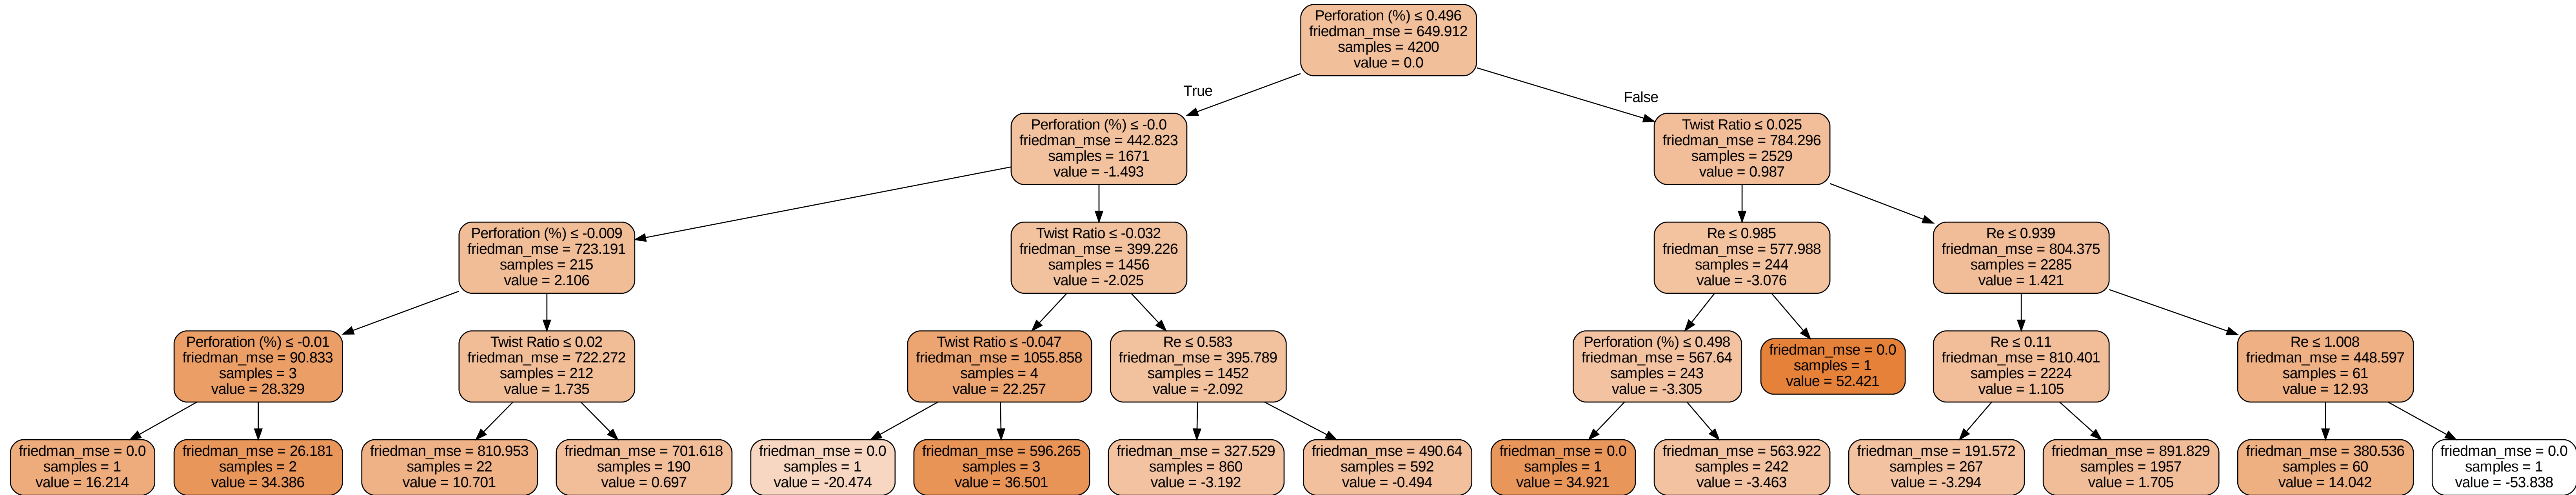 Perforation (%) ≤ 0.496
friedman_mse = 649.912
samples = 4200
value = 0.0
True
False
Perforation (%) ≤ -0.0
friedman_mse = 442.823
samples = 1671
value = -1.493
Twist Ratio ≤ 0.025
friedman_mse = 784.296
samples = 2529
value = 0.987
Perforation (%) ≤ -0.009
friedman_mse = 723.191
samples = 215
value = 2.106
Twist Ratio ≤ -0.032
friedman_mse = 399.226
samples = 1456
value = -2.025
Re ≤ 0.985
friedman_mse = 577.988
samples = 244
value = -3.076
Re ≤ 0.939
friedman_mse = 804.375
samples = 2285
value = 1.421
Perforation (%) ≤ -0.01
friedman_mse = 90.833
samples = 3
value = 28.329
Twist Ratio ≤ 0.02
friedman_mse = 722.272
samples = 212
value = 1.735
Twist Ratio ≤ -0.047
friedman_mse = 1055.858
samples = 4
value = 22.257
Re ≤ 0.583
friedman_mse = 395.789
samples = 1452
value = -2.092
Perforation (%) ≤ 0.498
friedman_mse = 567.64
samples = 243
value = -3.305
friedman_mse = 0.0
samples = 1
value = 52.421
Re ≤ 0.11
friedman_mse = 810.401
samples = 2224
value = 1.105
Re ≤ 1.008
friedman_mse = 448.597
samples = 61
value = 12.93
friedman_mse = 0.0
samples = 1
value = 16.214
friedman_mse = 26.181
samples = 2
value = 34.386
friedman_mse = 810.953
samples = 22
value = 10.701
friedman_mse = 701.618
samples = 190
value = 0.697
friedman_mse = 0.0
samples = 1
value = -20.474
friedman_mse = 596.265
samples = 3
value = 36.501
friedman_mse = 327.529
samples = 860
value = -3.192
friedman_mse = 490.64
samples = 592
value = -0.494
friedman_mse = 0.0
samples = 1
value = 34.921
friedman_mse = 563.922
samples = 242
value = -3.463
friedman_mse = 191.572
samples = 267
value = -3.294
friedman_mse = 891.829
samples = 1957
value = 1.705
friedman_mse = 380.536
samples = 60
value = 14.042
friedman_mse = 0.0
samples = 1
value = -53.838